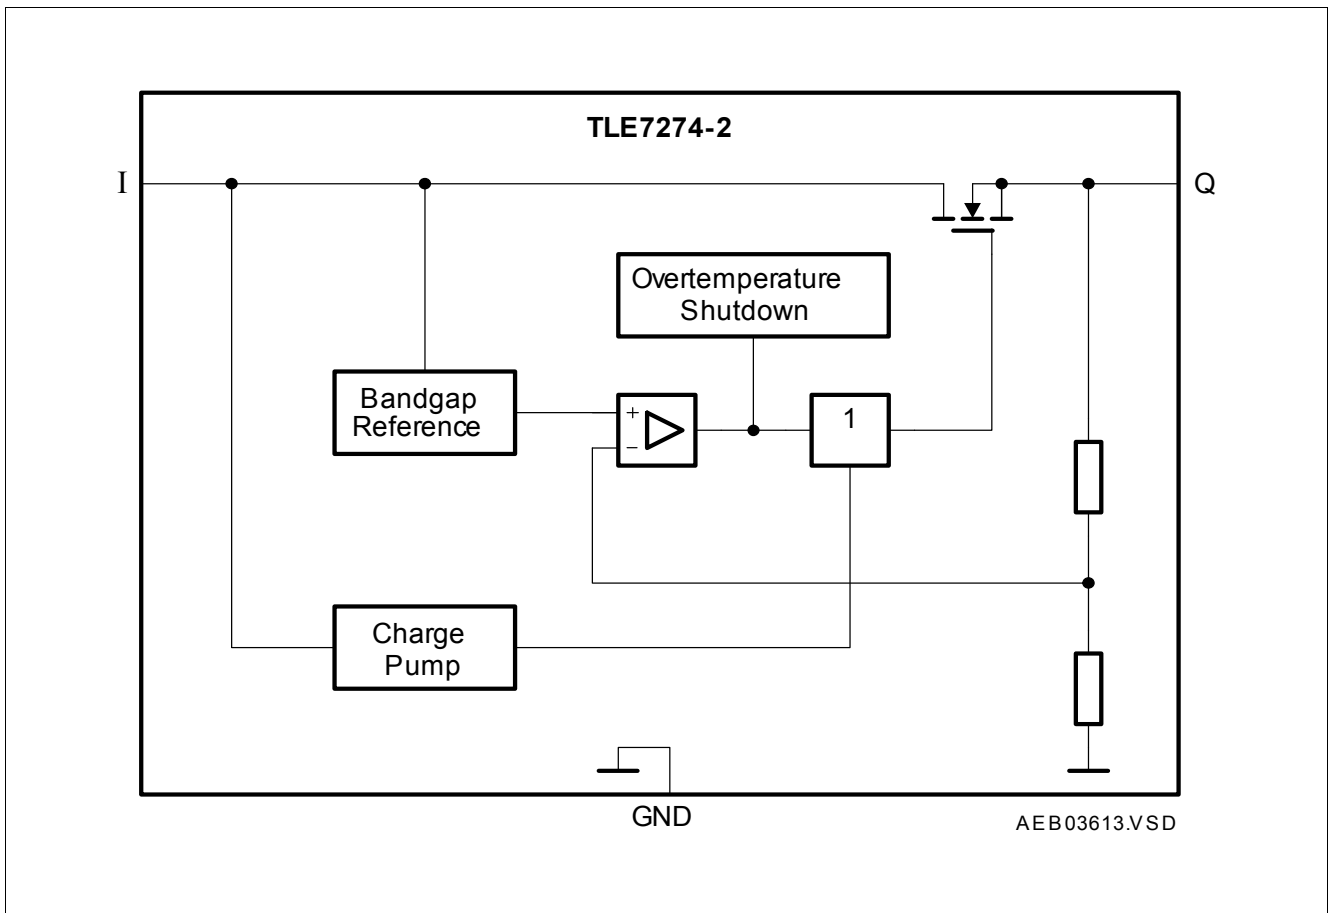 TLE7274-2
I
Q
Overtemperature
Shutdown
Bandgap
Reference
+
−
1
Charge
Pump
GND
AEB03613.VSD